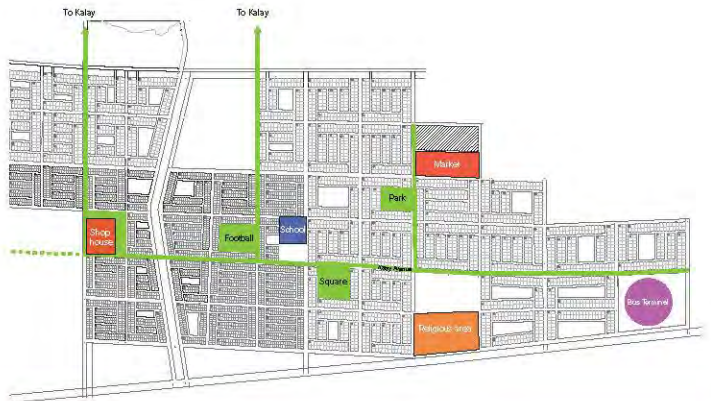 To Kalay
To Kalay
Market
Park
Shop
house
Football
School
Square
Bus Terminal
Religious area